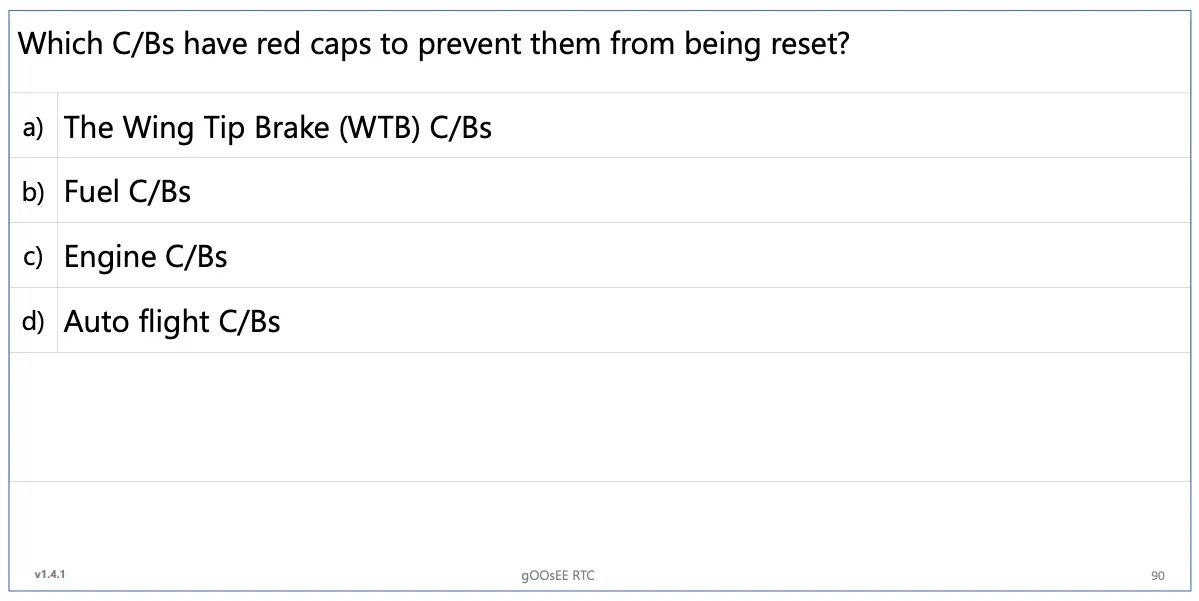 Which C/Bs have red caps to prevent them from being reset?
a) The Wing Tip Brake (WTB) C/Bs
b) Fuel C/Bs
c) Engine C/Bs
d) Auto flight C/Bs
v1.4.1 gOOsEE RTC 90